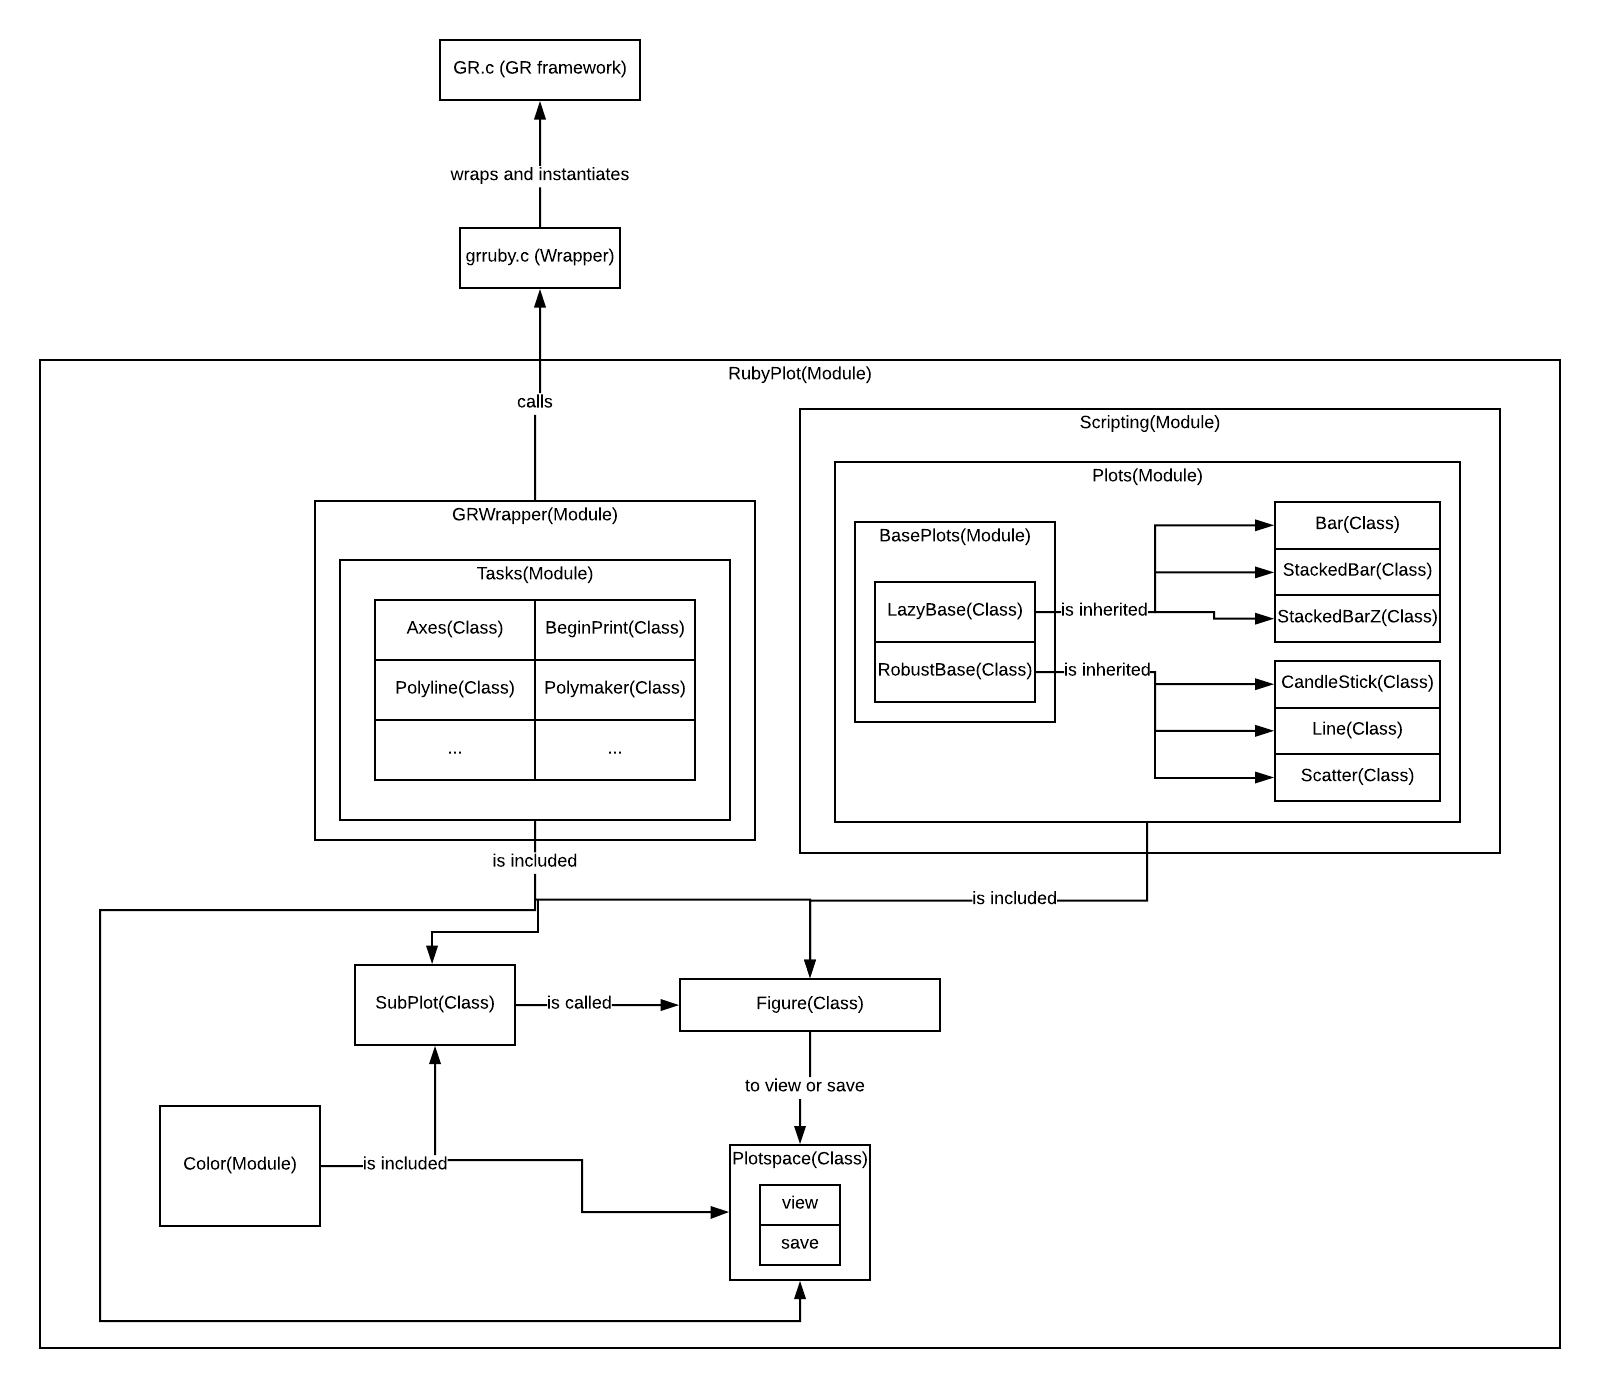 GR.c (GR framework)
wraps and instantiates
grruby.c (Wrapper)
RubyPlot(Module)
calls
Scripting(Module)
Plots(Module)
GRWrapper(Module)
Tasks(Module)
Axes(Class)
BeginPrint(Class)
Polyline(Class)
Polymaker(Class)
...
...
BasePlots(Module)
LazyBase(Class)
RobustBase(Class)
is inherited
is inherited
Bar(Class)
StackedBar(Class)
StackedBarZ(Class)
CandleStick(Class)
Line(Class)
Scatter(Class)
is included
is included
SubPlot(Class)
is called
Figure(Class)
to view or save
Color(Module)
is included
Plotspace(Class)
view
save